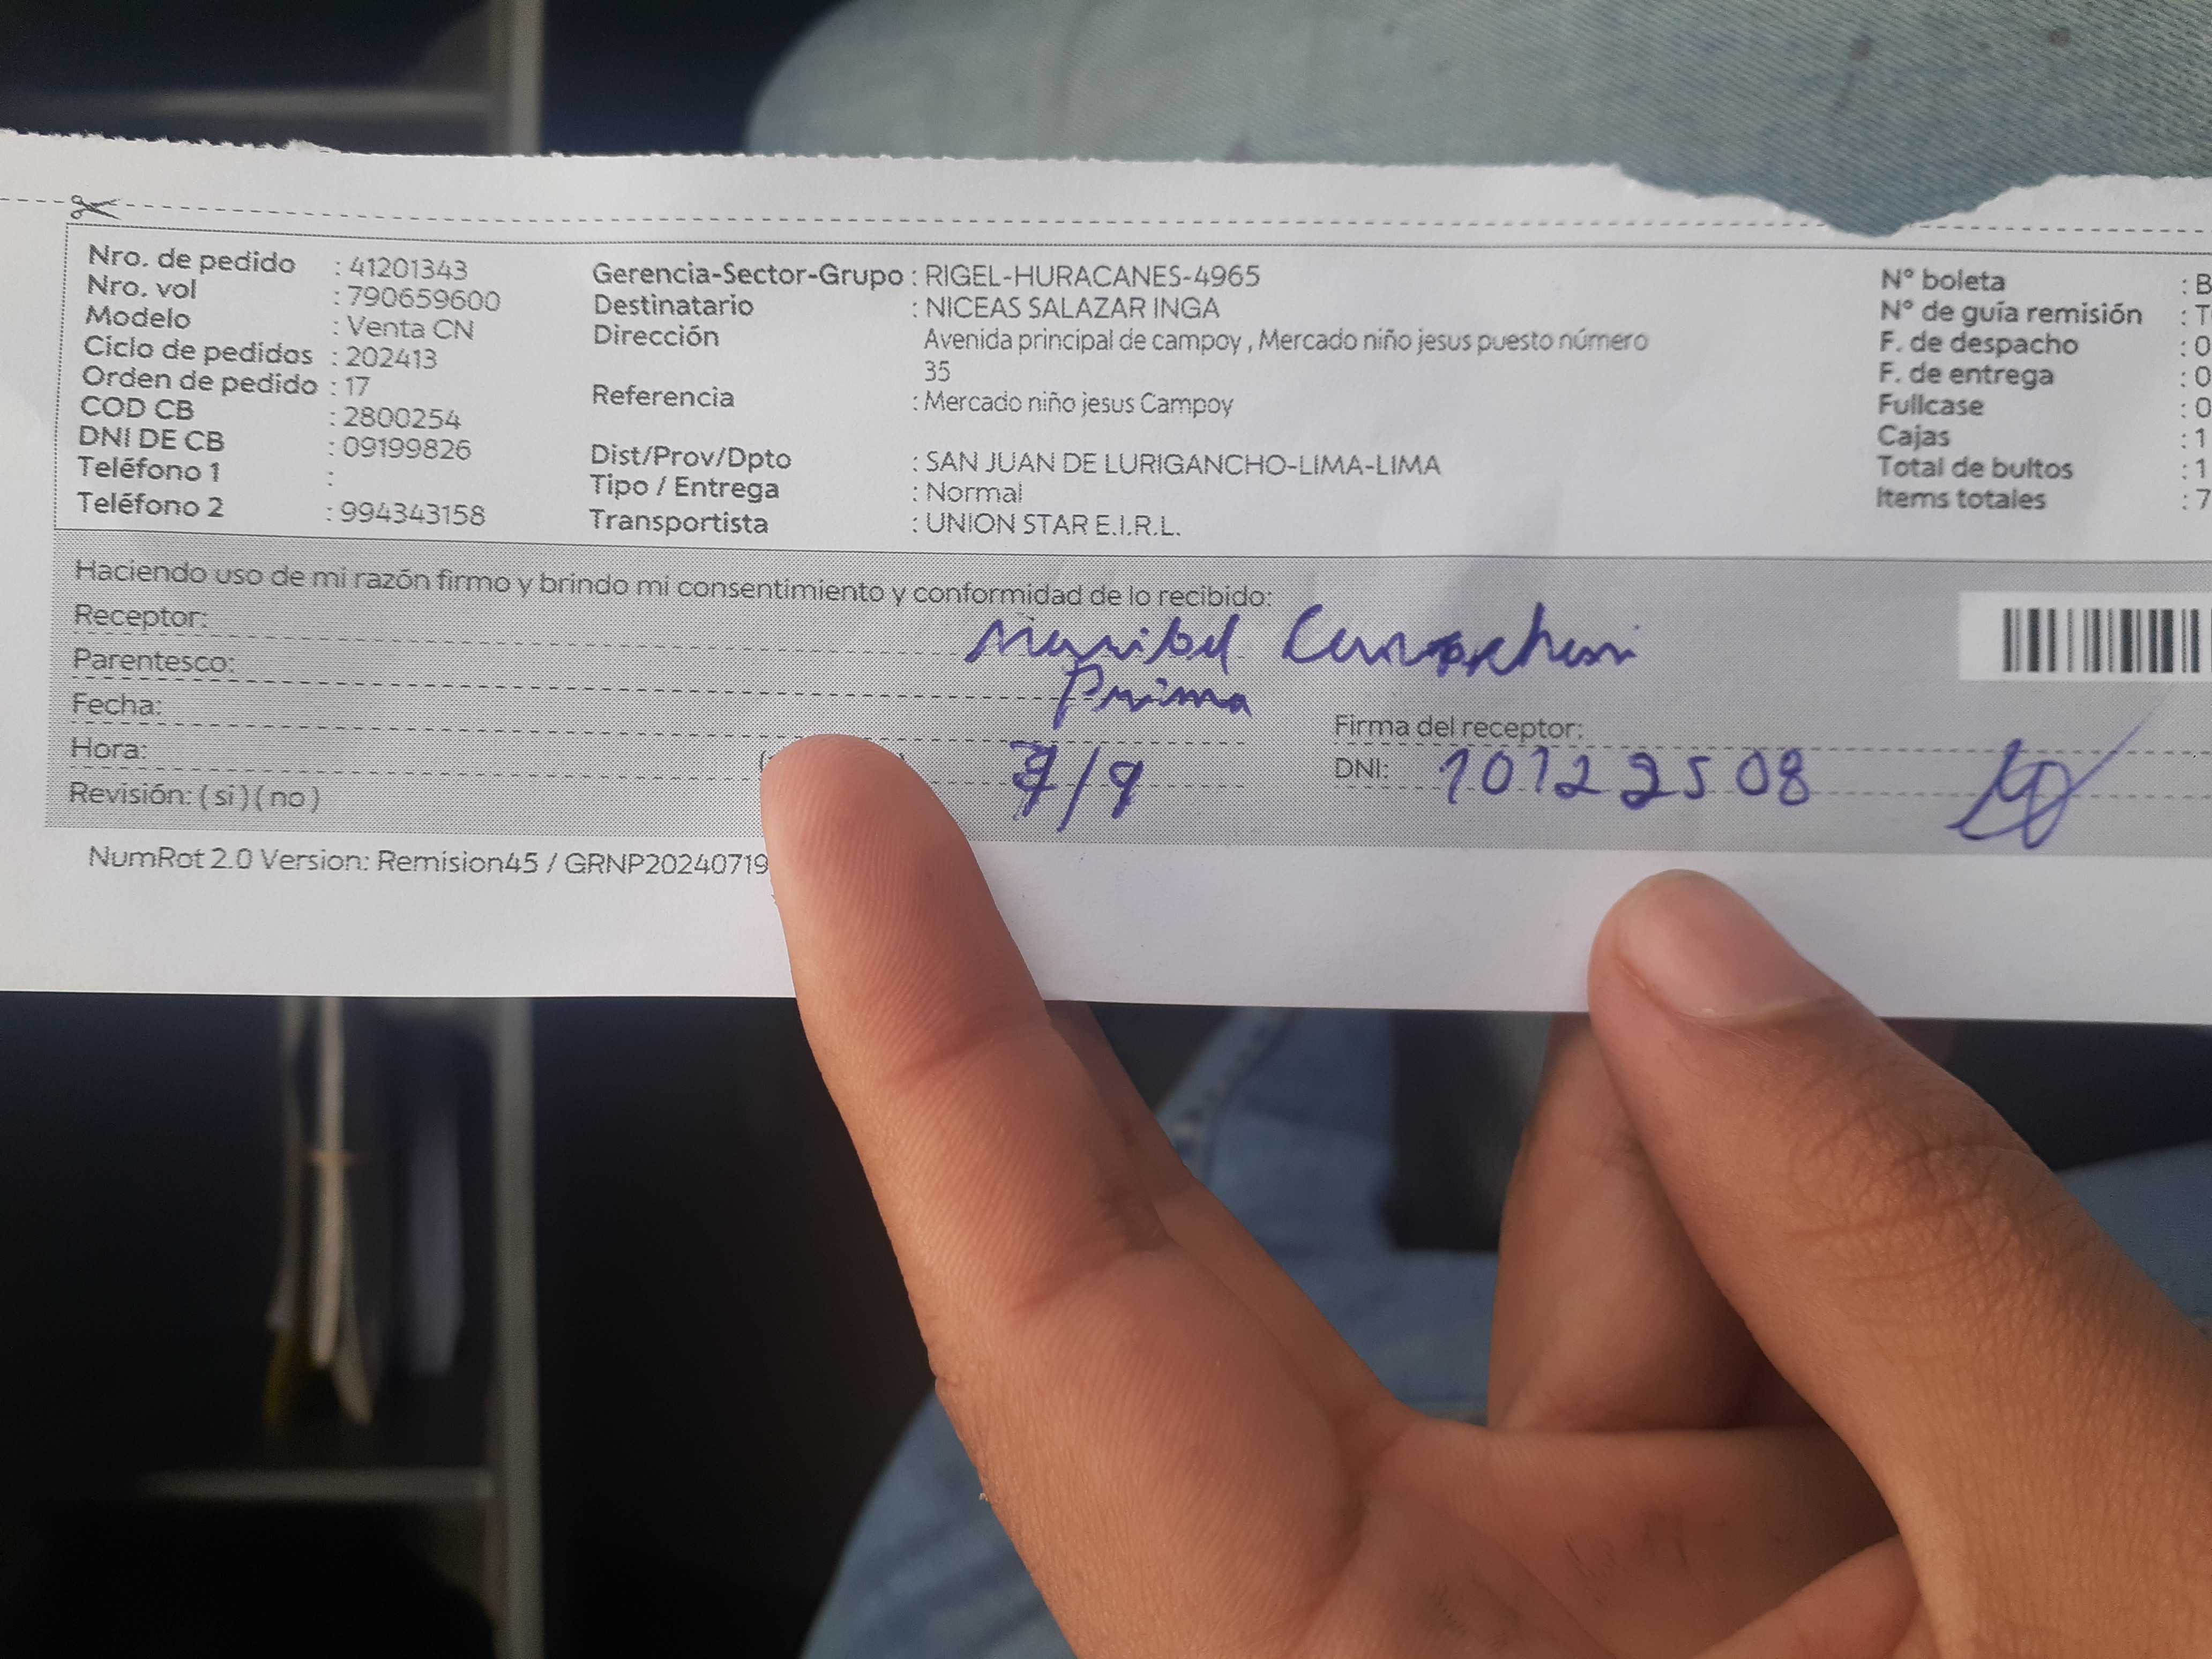 Nro. de pedido : 41201343
Nro. vol : 790659600
Modelo : Venta CN
Ciclo de pedidos : 202413
Orden de pedido : 17
COD CB : 2800254
DNI DE CB : 09199826
Teléfono 1 :
Teléfono 2 : 994343158
Gerencia-Sector-Grupo : RIGEL-HURACANES-4965
Destinatario : NICEAS SALAZAR INGA
Dirección Avenida principal de campoy , Mercado niño jesus puesto número
35
Referencia : Mercado niño jesus Campoy
Dist/Prov/Dpto : SAN JUAN DE LURIGANCHO-LIMA-LIMA
Tipo / Entrega : Normal
Transportista : UNION STAR E.I.R.L.
N° boleta : B
N° de guía remisión : T
F. de despacho : 0
F. de entrega : 0
Fullcase : 0
Cajas : 1
Total de bultos : 1
Items totales : 7
Haciendo uso de mi razón firmo y brindo mi consentimiento y conformidad de lo recibido:
Receptor: Maribel
Parentesco: Prima
Fecha:
Firma del receptor:
Hora:
DNI: 10122508
Revisión: ( si ) ( no )
NumRot 2.0 Version: Remision45 / GRNP20240719